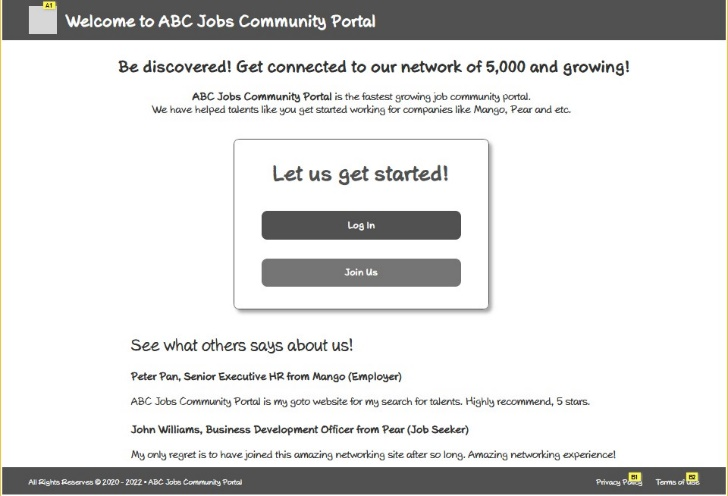 A1
Welcome to ABC Jobs Community Portal
Be discovered! Get connected to our network of 5,000 and growing!
ABC Jobs Community Portal is the fastest growing job community portal.
We have helped talents like you get started working for companies like Mango, Pear and etc.
Let us get started!
Log In
Join Us
See what others says about us!
Peter Pan, Senior Executive HR from Mango (Employer)
ABC Jobs Community Portal is my goto website for my search for talents. Highly recommend, 5 stars.
John Williams, Business Development Officer from Pear (Job Seeker)
My only regret is to have joined this amazing networking site after so long. Amazing networking experience!
B1 B2
All Rights Reserves © 2020 - 2022 • ABC Jobs Community Portal Privacy Policy Terms of Use